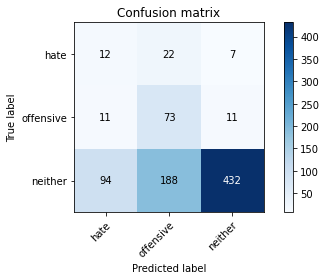 Confusion matrix
hate 12 22 7
offensive 11 73 11
neither 94 188 432
hate offensive neither
True label
Predicted label
400
350
300
250
200
150
100
50